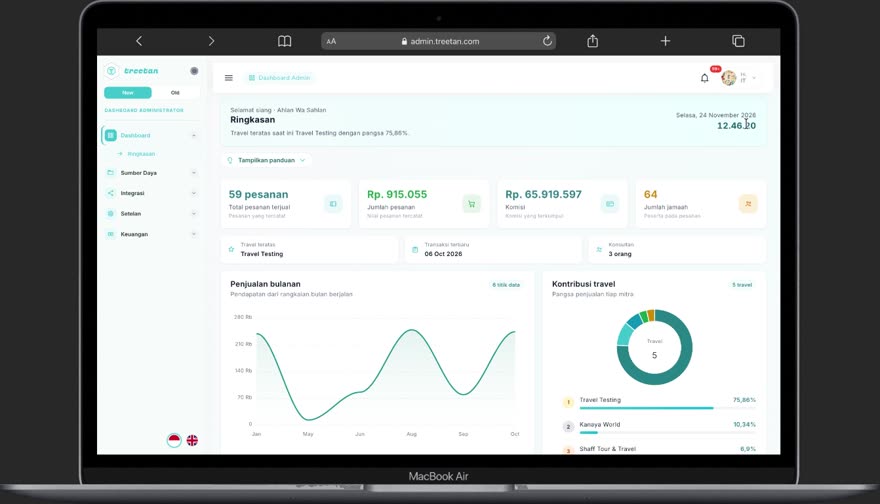 AA admin.treetan.com
treetan
New Old
DASHBOARD ADMINISTRATOR
Dashboard
Ringkasan
Sumber Daya
Integrasi
Setelan
Keuangan
Dashboard Admin
99+
Hi
IT
Selamat siang · Ahlan Wa Sahlan
Ringkasan
Travel teratas saat ini Travel Testing dengan pangsa 75,86%.
Selasa, 24 November 2026
12.46.20
Tampilkan panduan
59 pesanan
Total pesanan terjual
Pesanan yang tercatat
Rp. 915.055
Jumlah pesanan
Nilai pesanan tercatat
Rp. 65.919.597
Komisi
Komisi yang terkumpul
64
Jumlah jamaah
Peserta pada pesanan
Travel teratas
Travel Testing
Transaksi terbaru
06 Oct 2026
Konsultan
3 orang
Penjualan bulanan
Pendapatan dari rangkaian bulan berjalan
6 titik data
280 Rb
210 Rb
140 Rb
70 Rb
0
Jan May Jun Aug Sep Oct
Kontribusi travel
Pangsa penjualan tiap mitra
5 travel
Travel
5
1 Travel Testing 75,86%
2 Kanaya World 10,34%
3 Shaff Tour & Travel 6,9%
MacBook Air